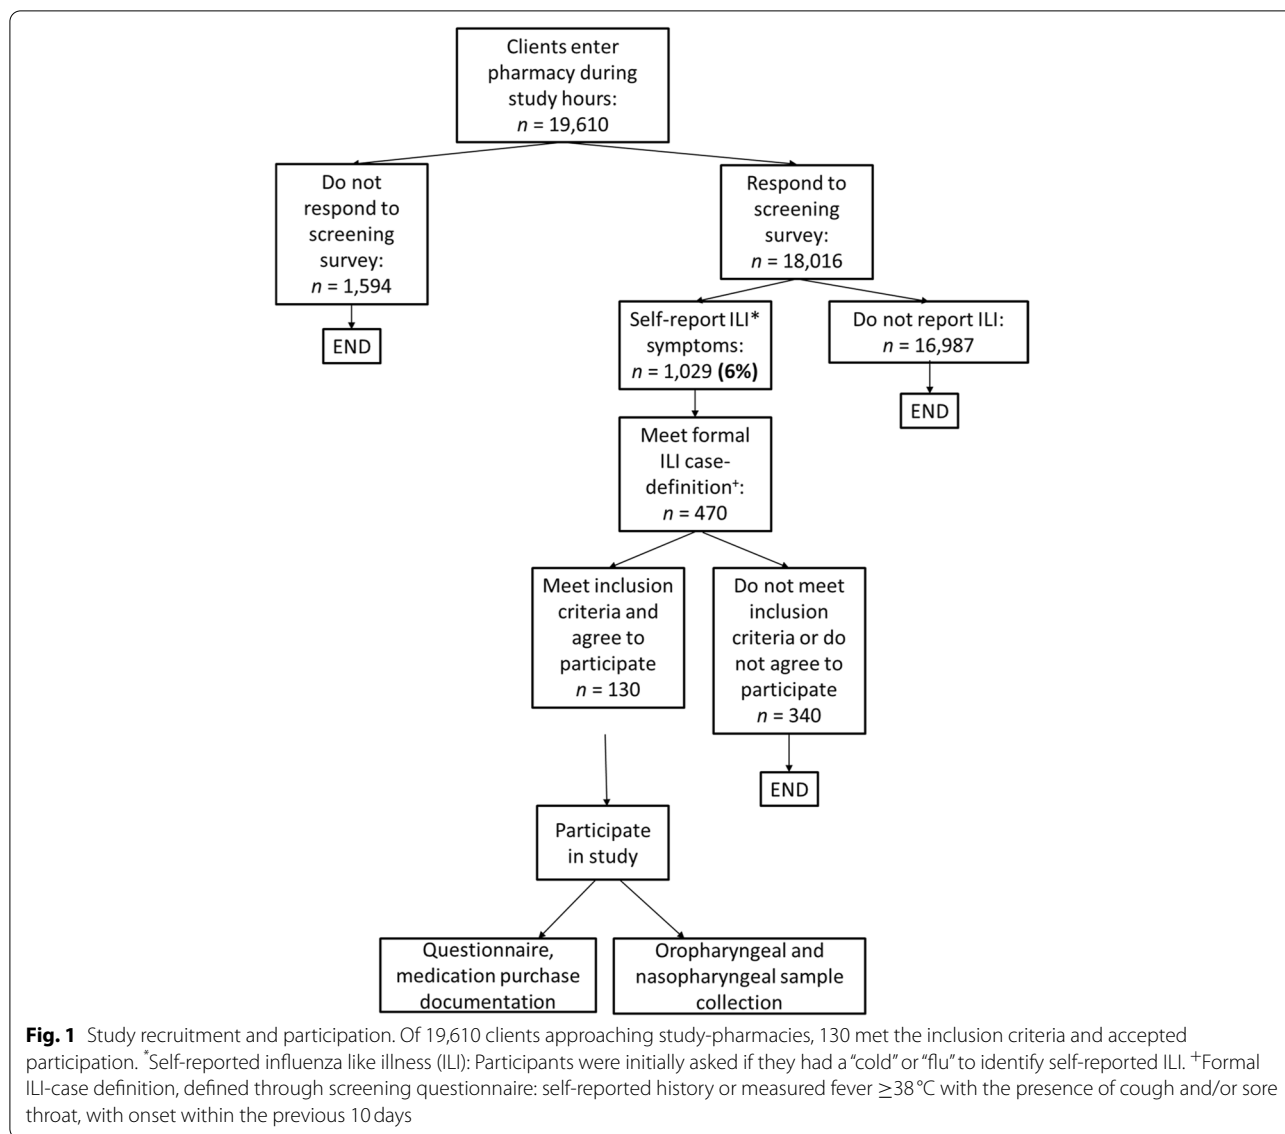 Clients enter
pharmacy during
study hours:
n = 19,610
Do not
respond to
screening
survey:
n = 1,594
Respond to
screening
survey:
n = 18,016
END
Self-report ILI*
symptoms:
n = 1,029 (6%)
Do not report ILI:
n = 16,987
END
Meet formal
ILI case-
definition⁺:
n = 470
Meet inclusion
criteria and
agree to
participate
n = 130
Do not meet
inclusion
criteria or do
not agree to
participate
n = 340
END
Participate
in study
Questionnaire,
medication purchase
documentation
Oropharyngeal and
nasopharyngeal sample
collection
Fig. 1 Study recruitment and participation. Of 19,610 clients approaching study-pharmacies, 130 met the inclusion criteria and accepted
participation. *Self-reported influenza like illness (ILI): Participants were initially asked if they had a “cold” or “flu” to identify self-reported ILI. ⁺Formal
ILI-case definition, defined through screening questionnaire: self-reported history or measured fever ≥38 °C with the presence of cough and/or sore
throat, with onset within the previous 10 days